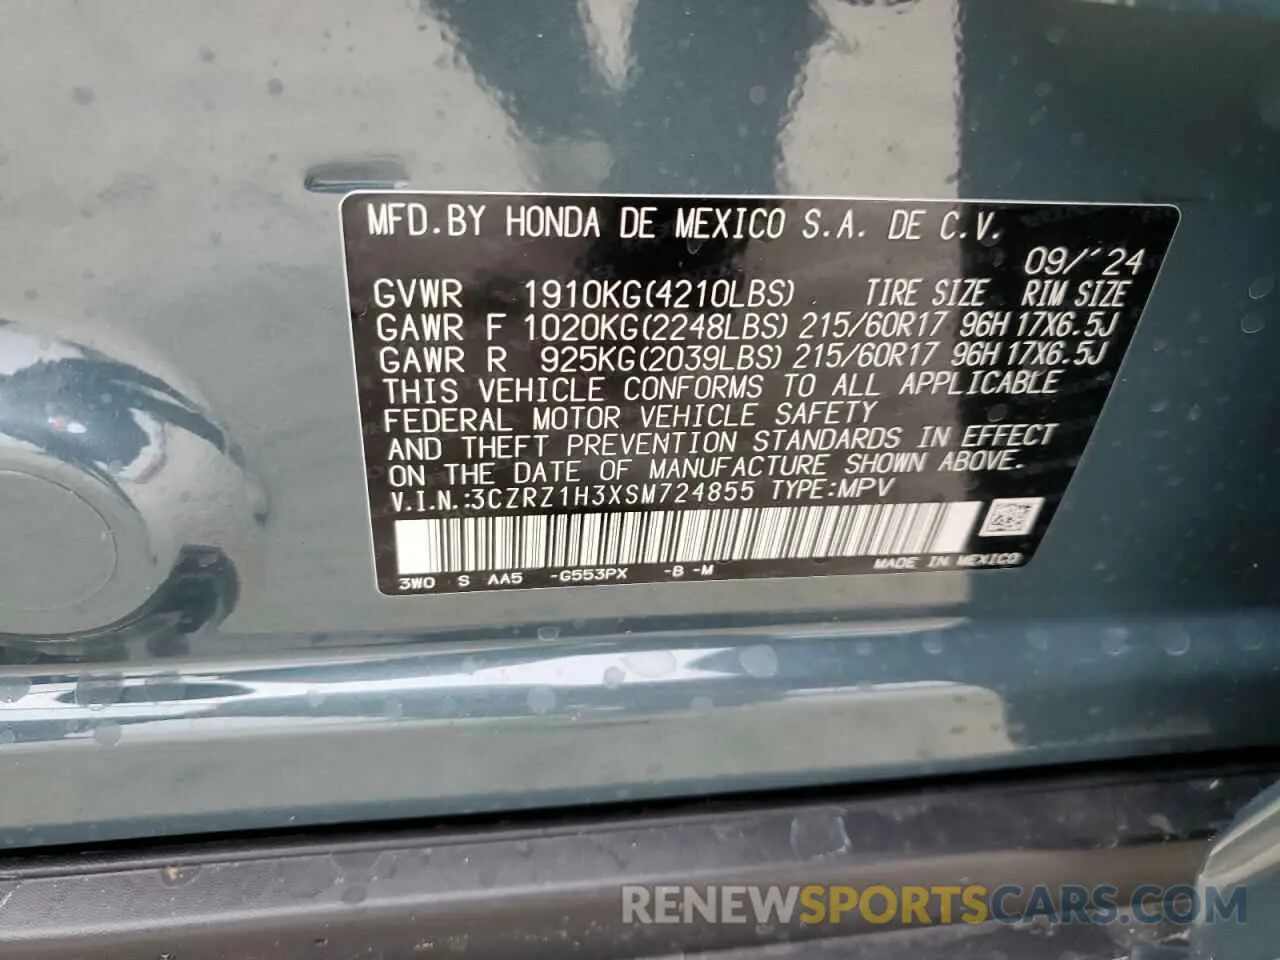 MFD.BY HONDA DE MEXICO S.A. DE C.V.
09/'24
GVWR 1910KG(4210LBS) TIRE SIZE RIM SIZE
GAWR F 1020KG(2248LBS) 215/60R17 96H 17X6.5J
GAWR R 925KG(2039LBS) 215/60R17 96H 17X6.5J
THIS VEHICLE CONFORMS TO ALL APPLICABLE
FEDERAL MOTOR VEHICLE SAFETY
AND THEFT PREVENTION STANDARDS IN EFFECT
ON THE DATE OF MANUFACTURE SHOWN ABOVE.
V.I.N.:3CZRZ1H3XSM724855 TYPE:MPV
3WO S AA5 -G553PX -B -M MADE IN MEXICO
RENEWSPORTSCARS.COM